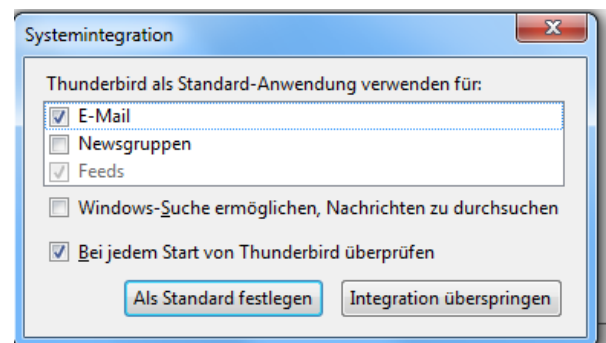 Systemintegration
Thunderbird als Standard-Anwendung verwenden für:
E-Mail
Newsgruppen
Feeds
Windows-Suche ermöglichen, Nachrichten zu durchsuchen
Bei jedem Start von Thunderbird überprüfen
Als Standard festlegen Integration überspringen